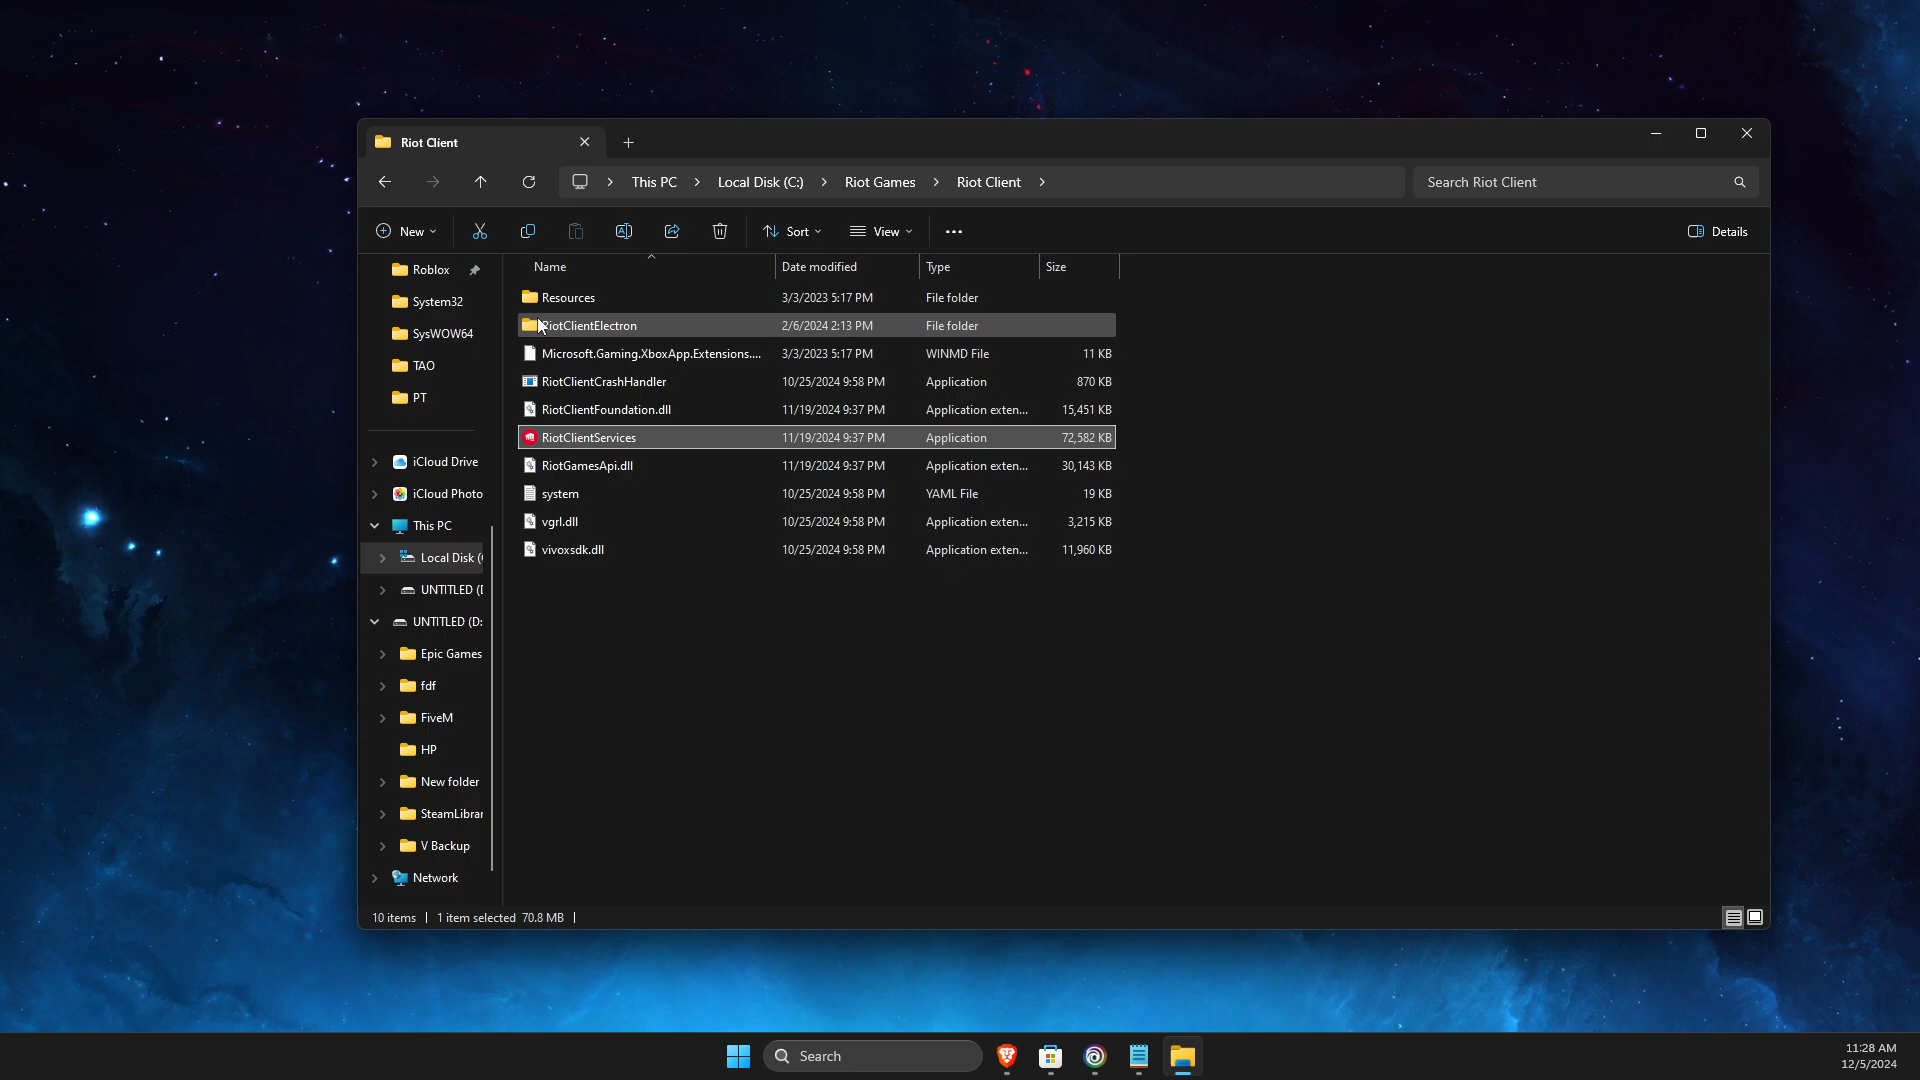 Riot Client
This PC
Local Disk (C:)
Riot Games
Riot Client
Search Riot Client
New
Sort
View
Details
Roblox
System32
SysWOW64
TAO
PT
iCloud Drive
iCloud Photo
This PC
Local Disk (
UNTITLED (
UNTITLED (D:
Epic Games
fdf
FiveM
HP
New folder
SteamLibrar
V Backup
Network
Name Date modified Type Size
Resources 3/3/2023 5:17 PM File folder
RiotClientElectron 2/6/2024 2:13 PM File folder
Microsoft.Gaming.XboxApp.Extensions.... 3/3/2023 5:17 PM WINMD File 11 KB
RiotClientCrashHandler 10/25/2024 9:58 PM Application 870 KB
RiotClientFoundation.dll 11/19/2024 9:37 PM Application exten... 15,451 KB
RiotClientServices 11/19/2024 9:37 PM Application 72,582 KB
RiotGamesApi.dll 11/19/2024 9:37 PM Application exten... 30,143 KB
system 10/25/2024 9:58 PM YAML File 19 KB
vgrl.dll 10/25/2024 9:58 PM Application exten... 3,215 KB
vivoxsdk.dll 10/25/2024 9:58 PM Application exten... 11,960 KB
10 items 1 item selected 70.8 MB
Search
11:28 AM
12/5/2024